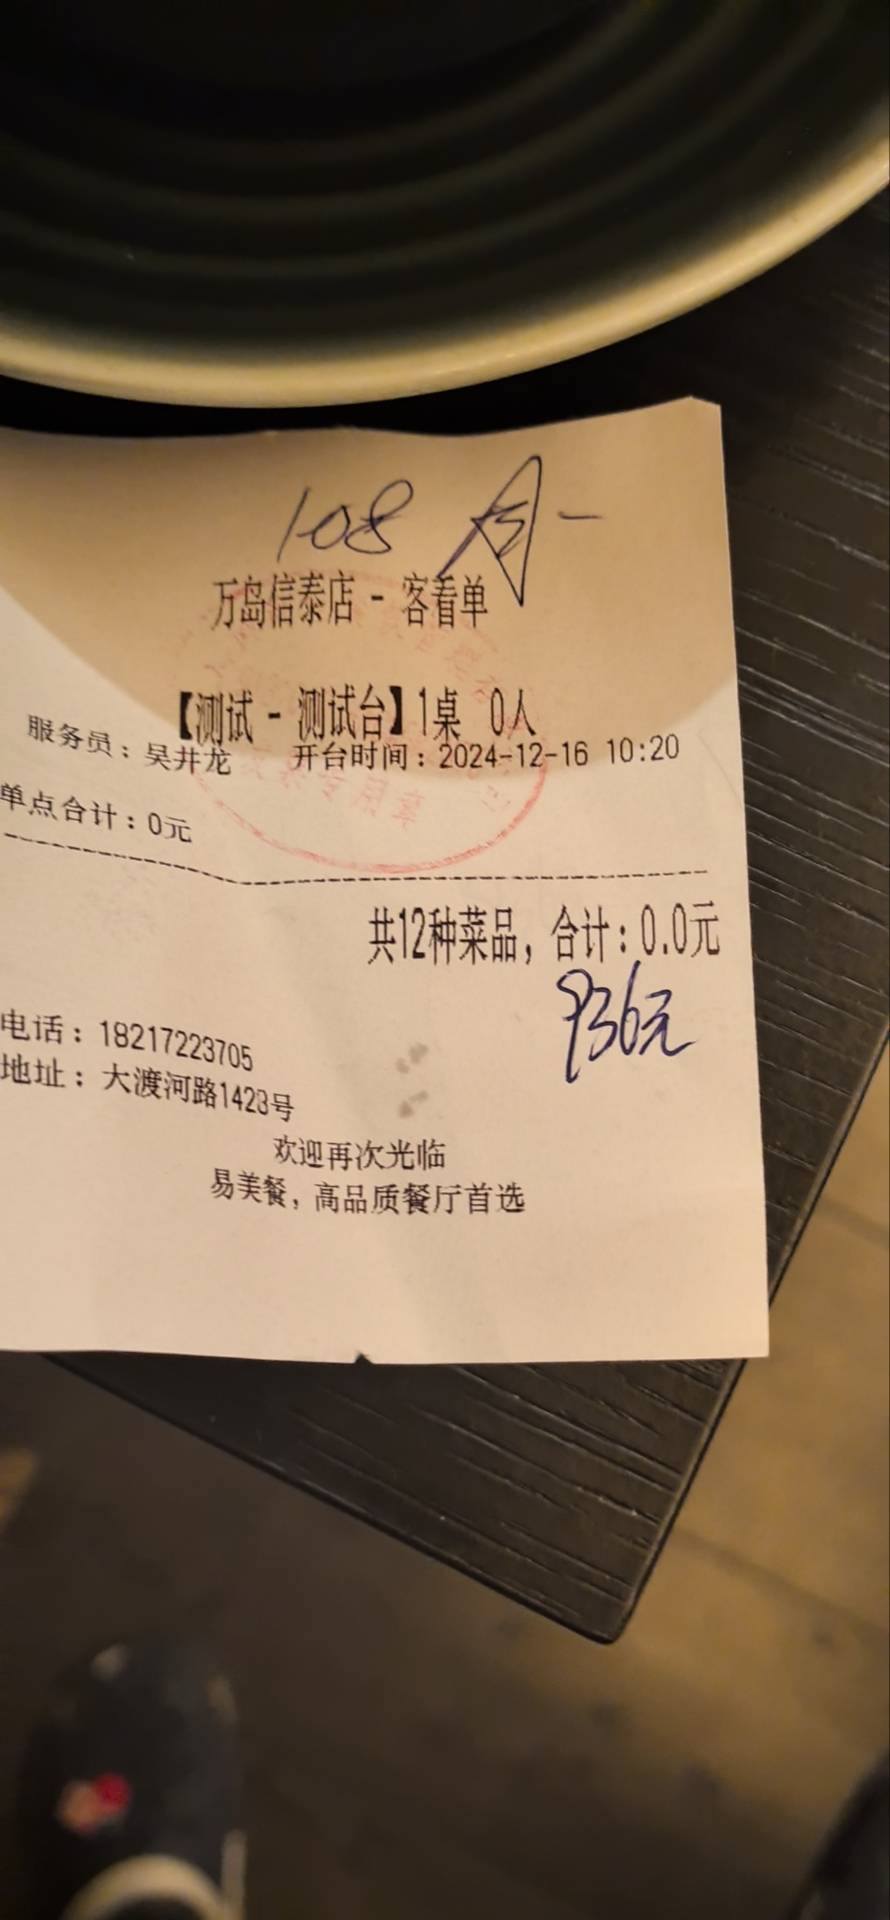 108 周一
万岛信泰店 - 客看单
【测试 - 测试台】1桌 0人
服务员：吴井龙 开台时间：2024-12-16 10:20
单点合计：0元
共12种菜品，合计：0.0元
936元
电话：18217223705
地址：大渡河路1423号
欢迎再次光临
易美餐，高品质餐厅首选